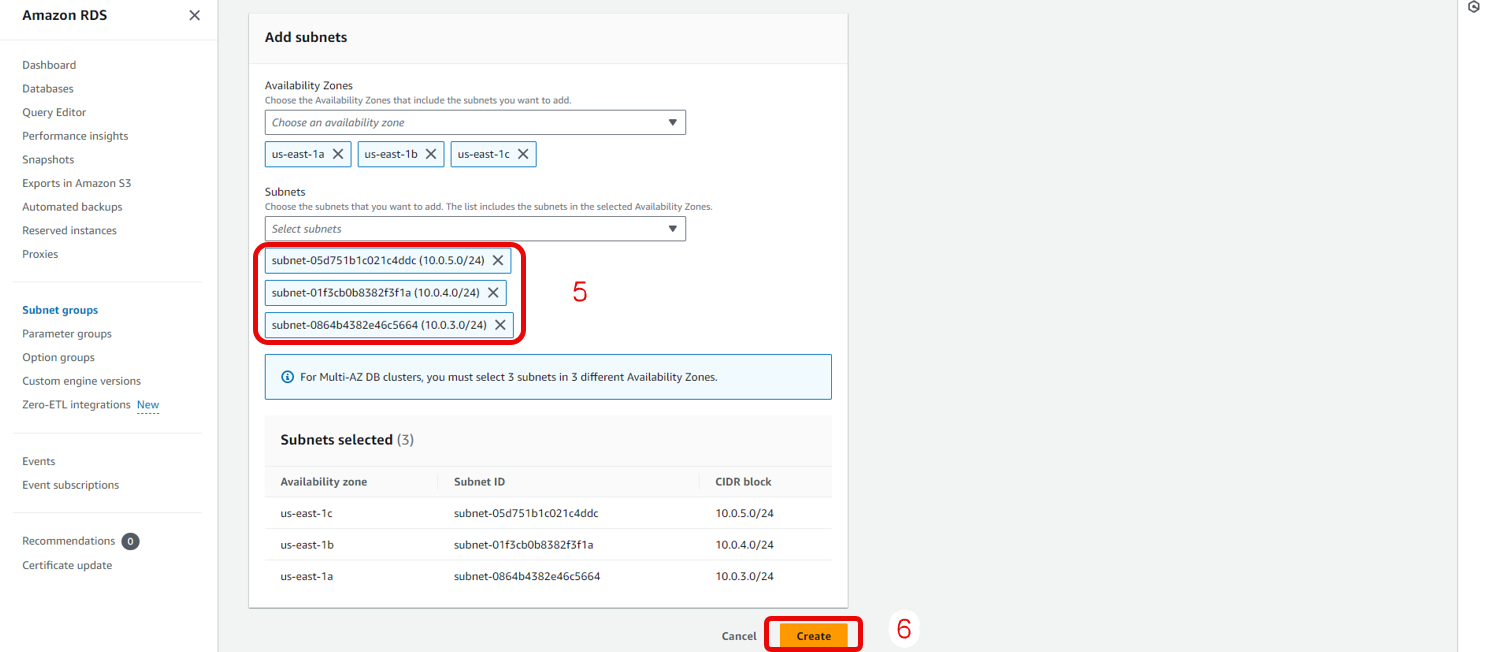 Amazon RDS
Dashboard
Databases
Query Editor
Performance insights
Snapshots
Exports in Amazon S3
Automated backups
Reserved instances
Proxies
Subnet groups
Parameter groups
Option groups
Custom engine versions
Zero-ETL integrations New
Events
Event subscriptions
Recommendations 0
Certificate update
Add subnets
Availability Zones
Choose the Availability Zones that include the subnets you want to add.
Choose an availability zone
us-east-1a us-east-1b us-east-1c
Subnets
Choose the subnets that you want to add. The list includes the subnets in the selected Availability Zones.
Select subnets
subnet-05d751b1c021c4ddc (10.0.5.0/24)
subnet-01f3cb0b8382f3f1a (10.0.4.0/24)
subnet-0864b4382e46c5664 (10.0.3.0/24)
5
For Multi-AZ DB clusters, you must select 3 subnets in 3 different Availability Zones.
Subnets selected (3)
Availability zone Subnet ID CIDR block
us-east-1c subnet-05d751b1c021c4ddc 10.0.5.0/24
us-east-1b subnet-01f3cb0b8382f3f1a 10.0.4.0/24
us-east-1a subnet-0864b4382e46c5664 10.0.3.0/24
Cancel Create 6